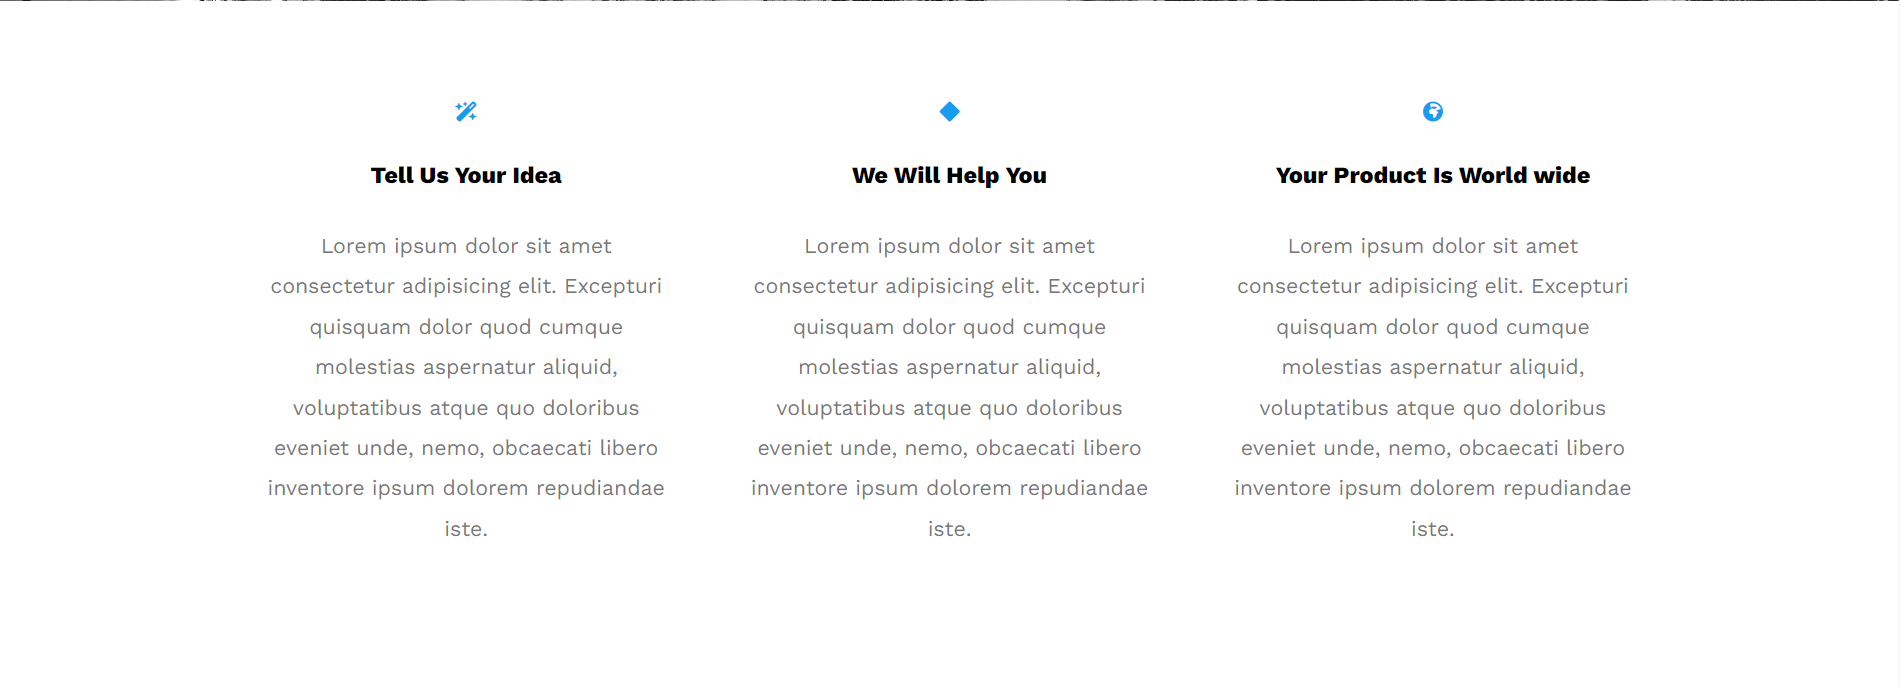 Tell Us Your Idea
Lorem ipsum dolor sit amet
consectetur adipisicing elit. Excepturi
quisquam dolor quod cumque
molestias aspernatur aliquid,
voluptatibus atque quo doloribus
eveniet unde, nemo, obcaecati libero
inventore ipsum dolorem repudiandae
iste.
We Will Help You
Lorem ipsum dolor sit amet
consectetur adipisicing elit. Excepturi
quisquam dolor quod cumque
molestias aspernatur aliquid,
voluptatibus atque quo doloribus
eveniet unde, nemo, obcaecati libero
inventore ipsum dolorem repudiandae
iste.
Your Product Is World wide
Lorem ipsum dolor sit amet
consectetur adipisicing elit. Excepturi
quisquam dolor quod cumque
molestias aspernatur aliquid,
voluptatibus atque quo doloribus
eveniet unde, nemo, obcaecati libero
inventore ipsum dolorem repudiandae
iste.